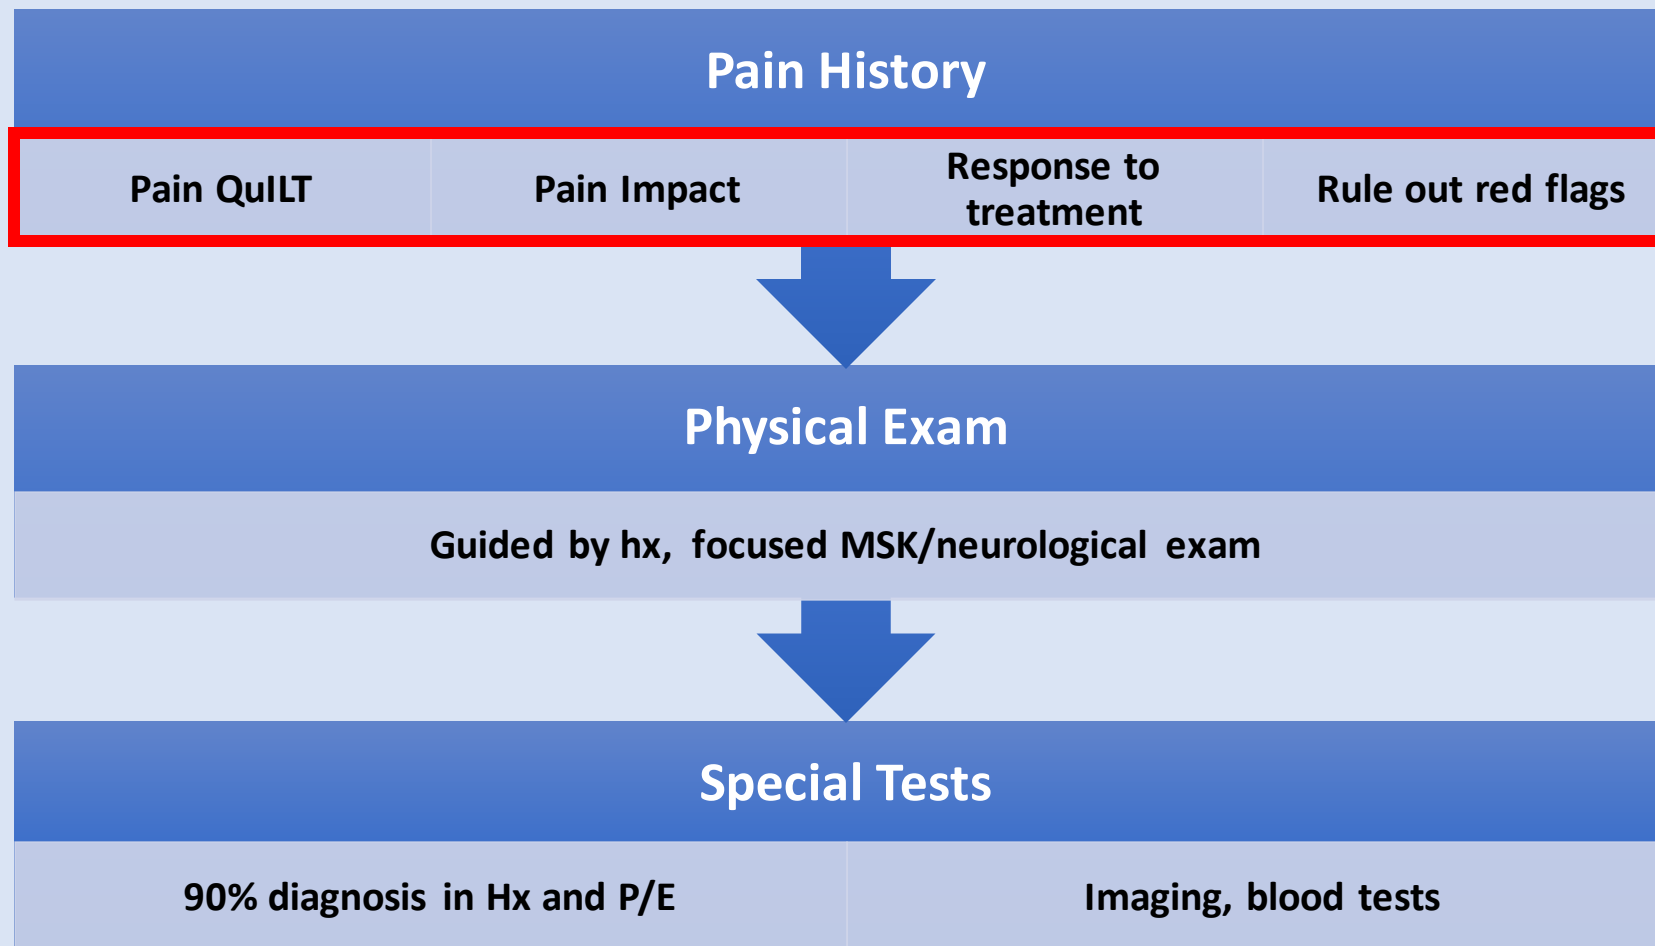 Pain History
Pain QuILT
Pain Impact
Response to
treatment
Rule out red flags
Physical Exam
Guided by hx, focused MSK/neurological exam
Special Tests
90% diagnosis in Hx and P/E
Imaging, blood tests